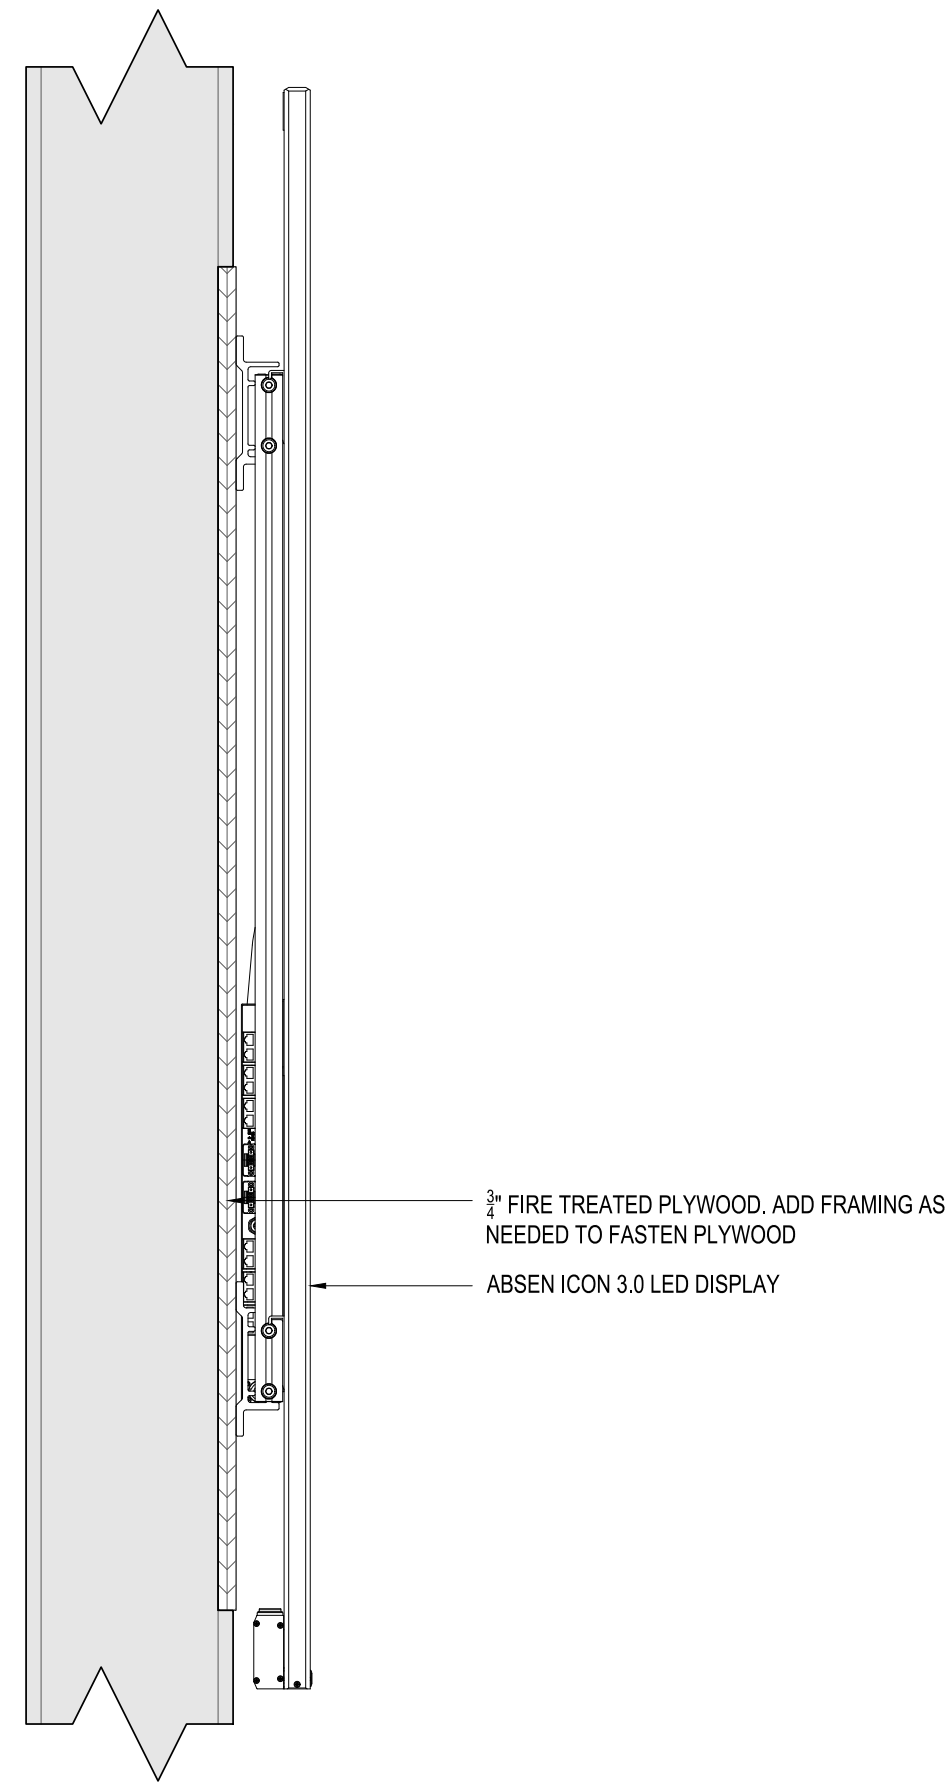 3/4" FIRE TREATED PLYWOOD. ADD FRAMING AS
NEEDED TO FASTEN PLYWOOD
ABSEN ICON 3.0 LED DISPLAY